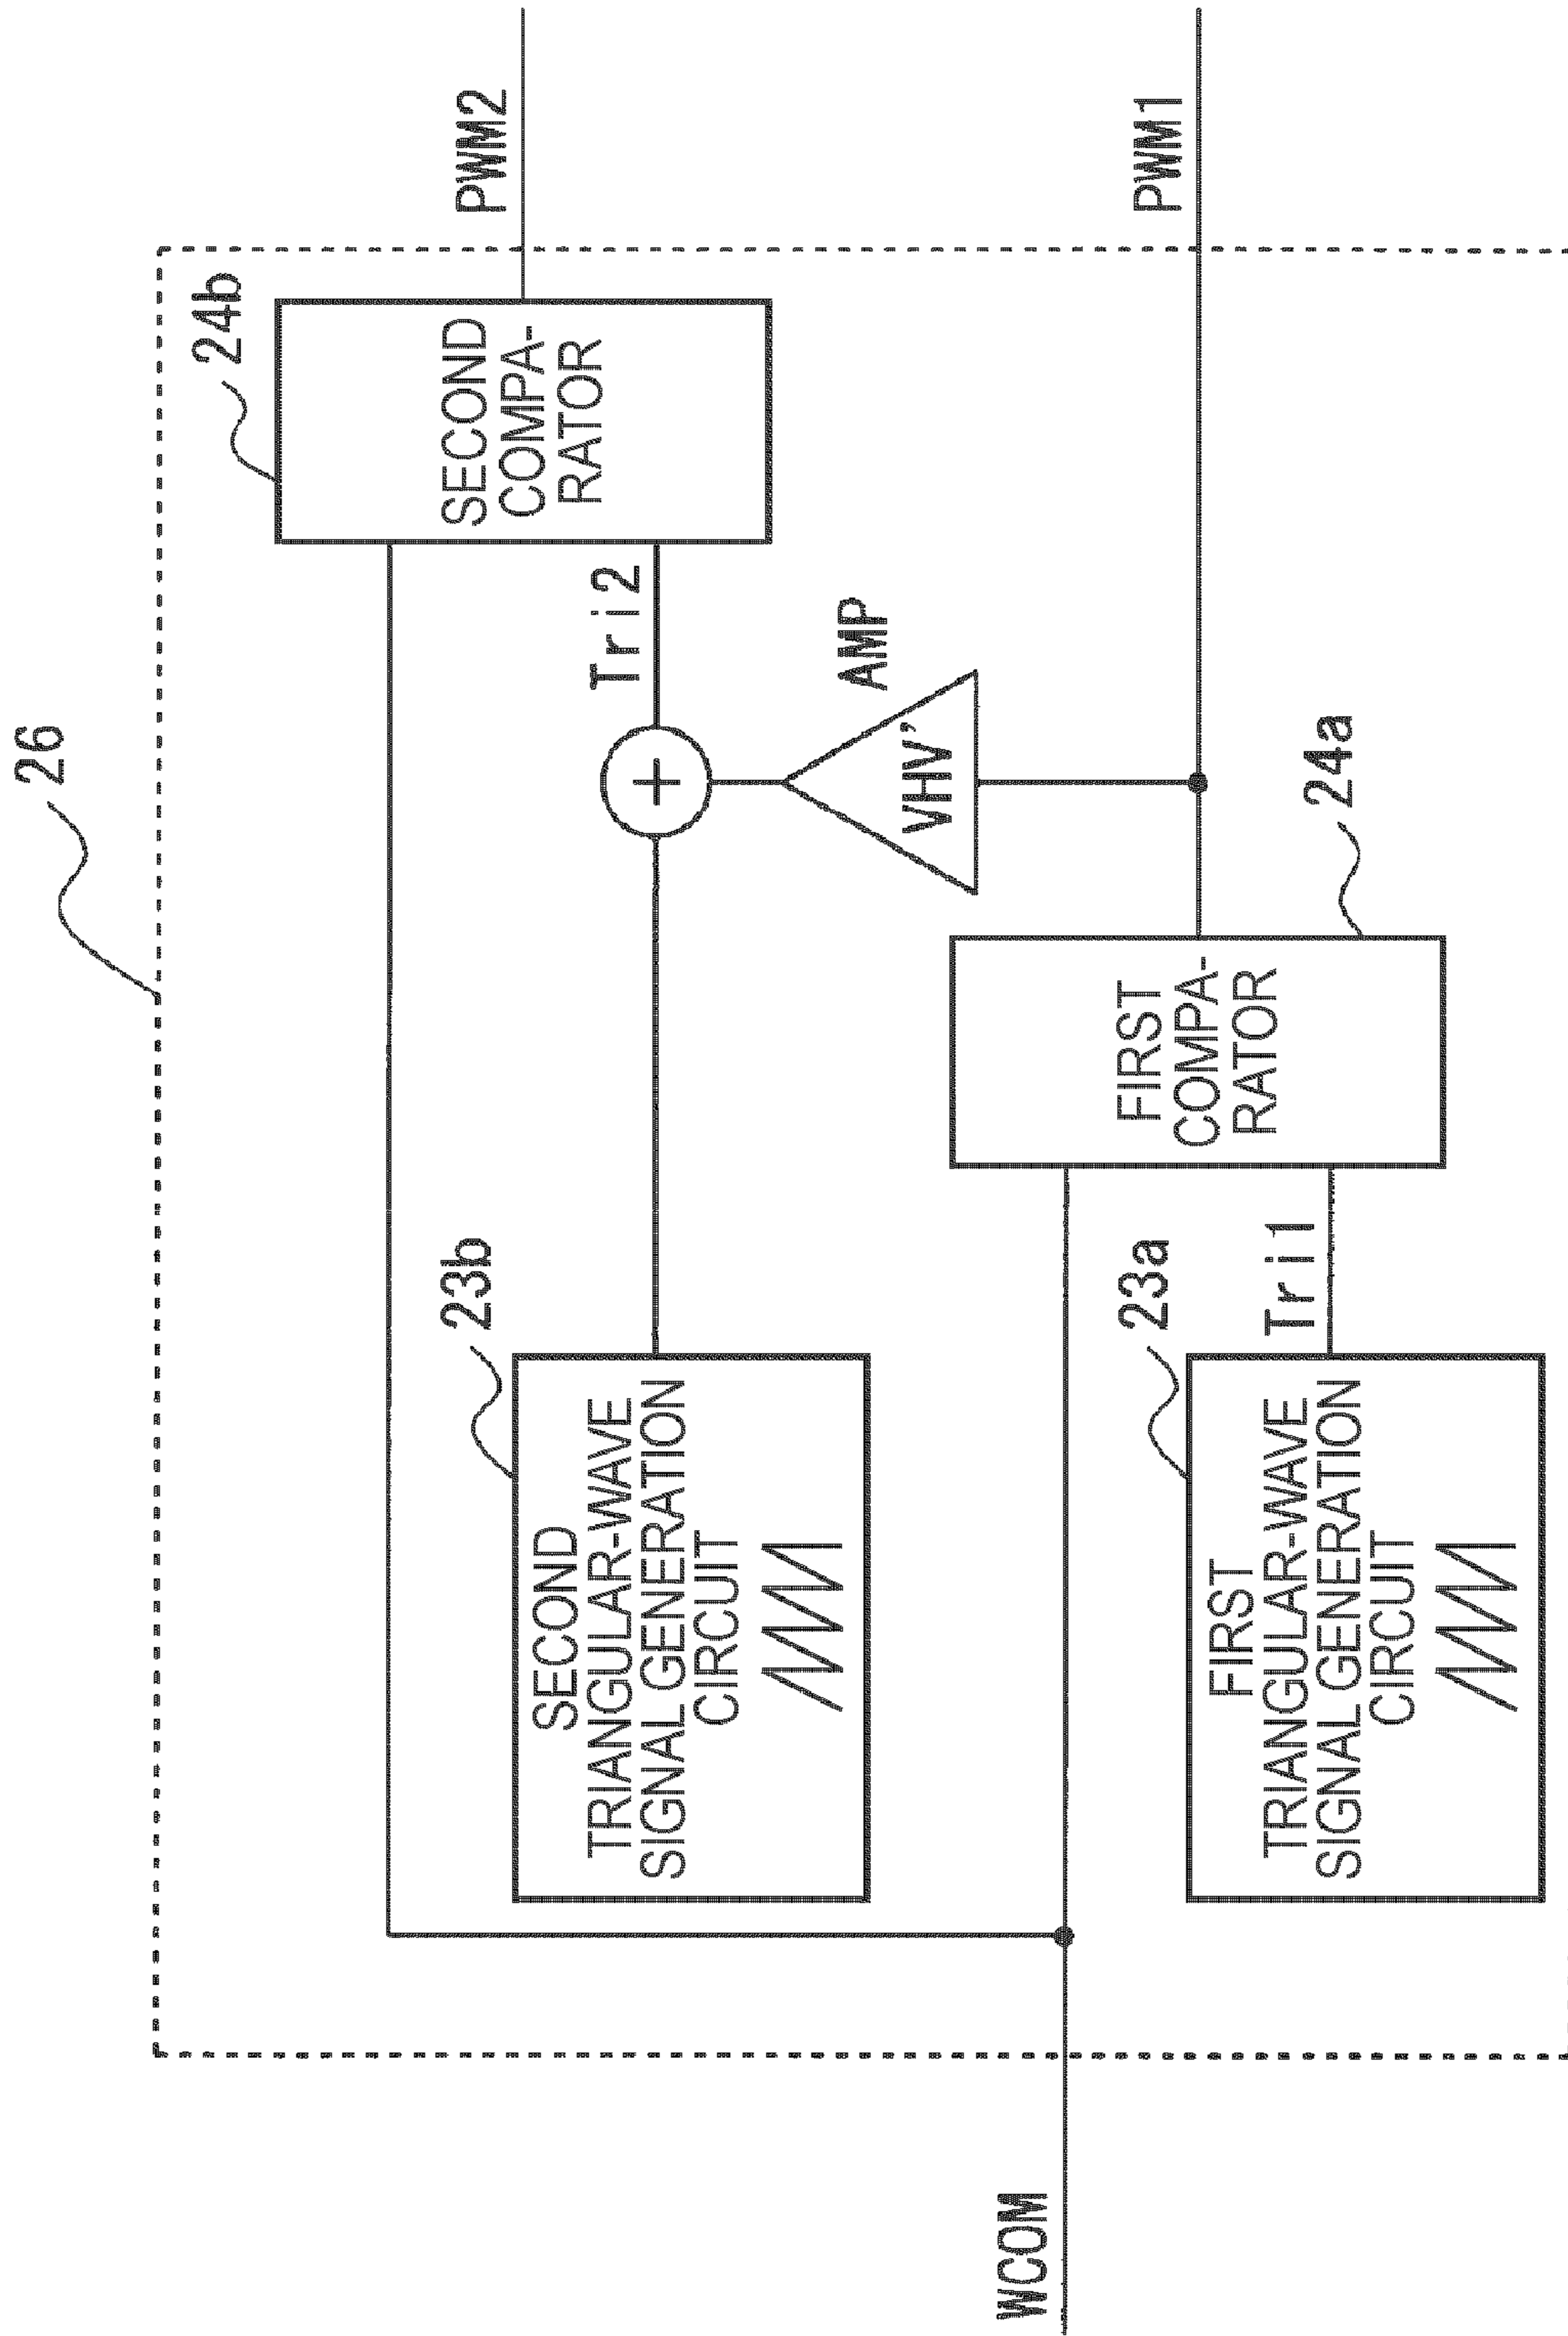 26
24b
SECOND
COMPA-
RATOR
PWM2
Tri2
23b
SECOND
TRIANGULAR-WAVE
SIGNAL GENERATION
CIRCUIT
AMP
VHV'
WCOM
FIRST
COMPA-
RATOR
24a
PWM1
Tri1
23a
FIRST
TRIANGULAR-WAVE
SIGNAL GENERATION
CIRCUIT